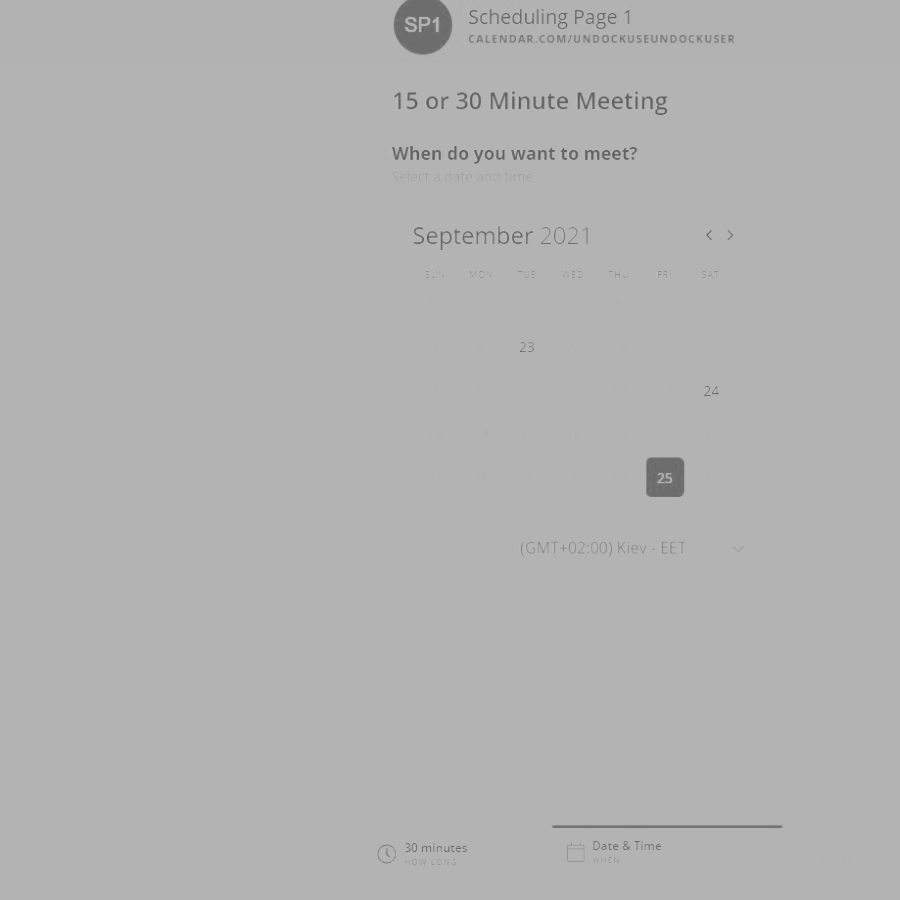 SP1
Scheduling Page 1
CALENDAR.COM/UNDOCKUSEUNDOCKUSER
15 or 30 Minute Meeting
When do you want to meet?
Select a date and time
September 2021
SUN MON TUE WED THU FRI SAT
23
24
25
(GMT+02:00) Kiev - EET
30 minutes
HOW LONG
Date & Time
WHEN